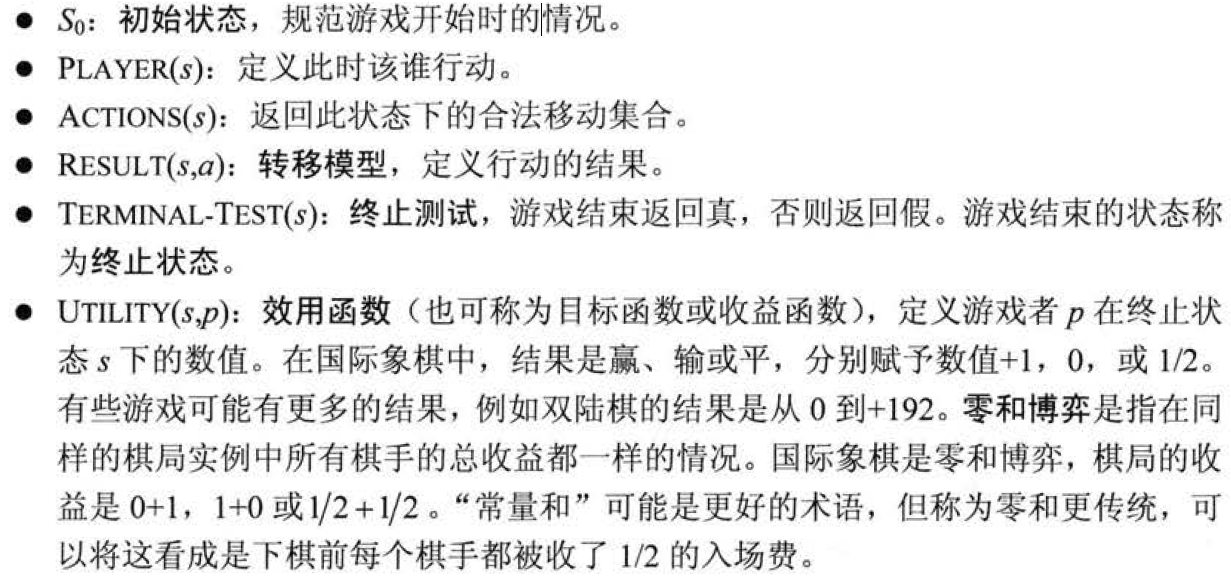 ● S₀：初始状态，规范游戏开始时的情况。
● PLAYER(s)：定义此时该谁行动。
● ACTIONS(s)：返回此状态下的合法移动集合。
● RESULT(s,a)：转移模型，定义行动的结果。
● TERMINAL-TEST(s)：终止测试，游戏结束返回真，否则返回假。游戏结束的状态称
为终止状态。
● UTILITY(s,p)：效用函数（也可称为目标函数或收益函数），定义游戏者 p 在终止状
态 s 下的数值。在国际象棋中，结果是赢、输或平，分别赋予数值+1，0，或 1/2。
有些游戏可能有更多的结果，例如双陆棋的结果是从 0 到+192。零和博弈是指在同
样的棋局实例中所有棋手的总收益都一样的情况。国际象棋是零和博弈，棋局的收
益是 0+1，1+0 或 1/2+1/2。“常量和”可能是更好的术语，但称为零和更传统，可
以将这看成是下棋前每个棋手都被收了 1/2 的入场费。